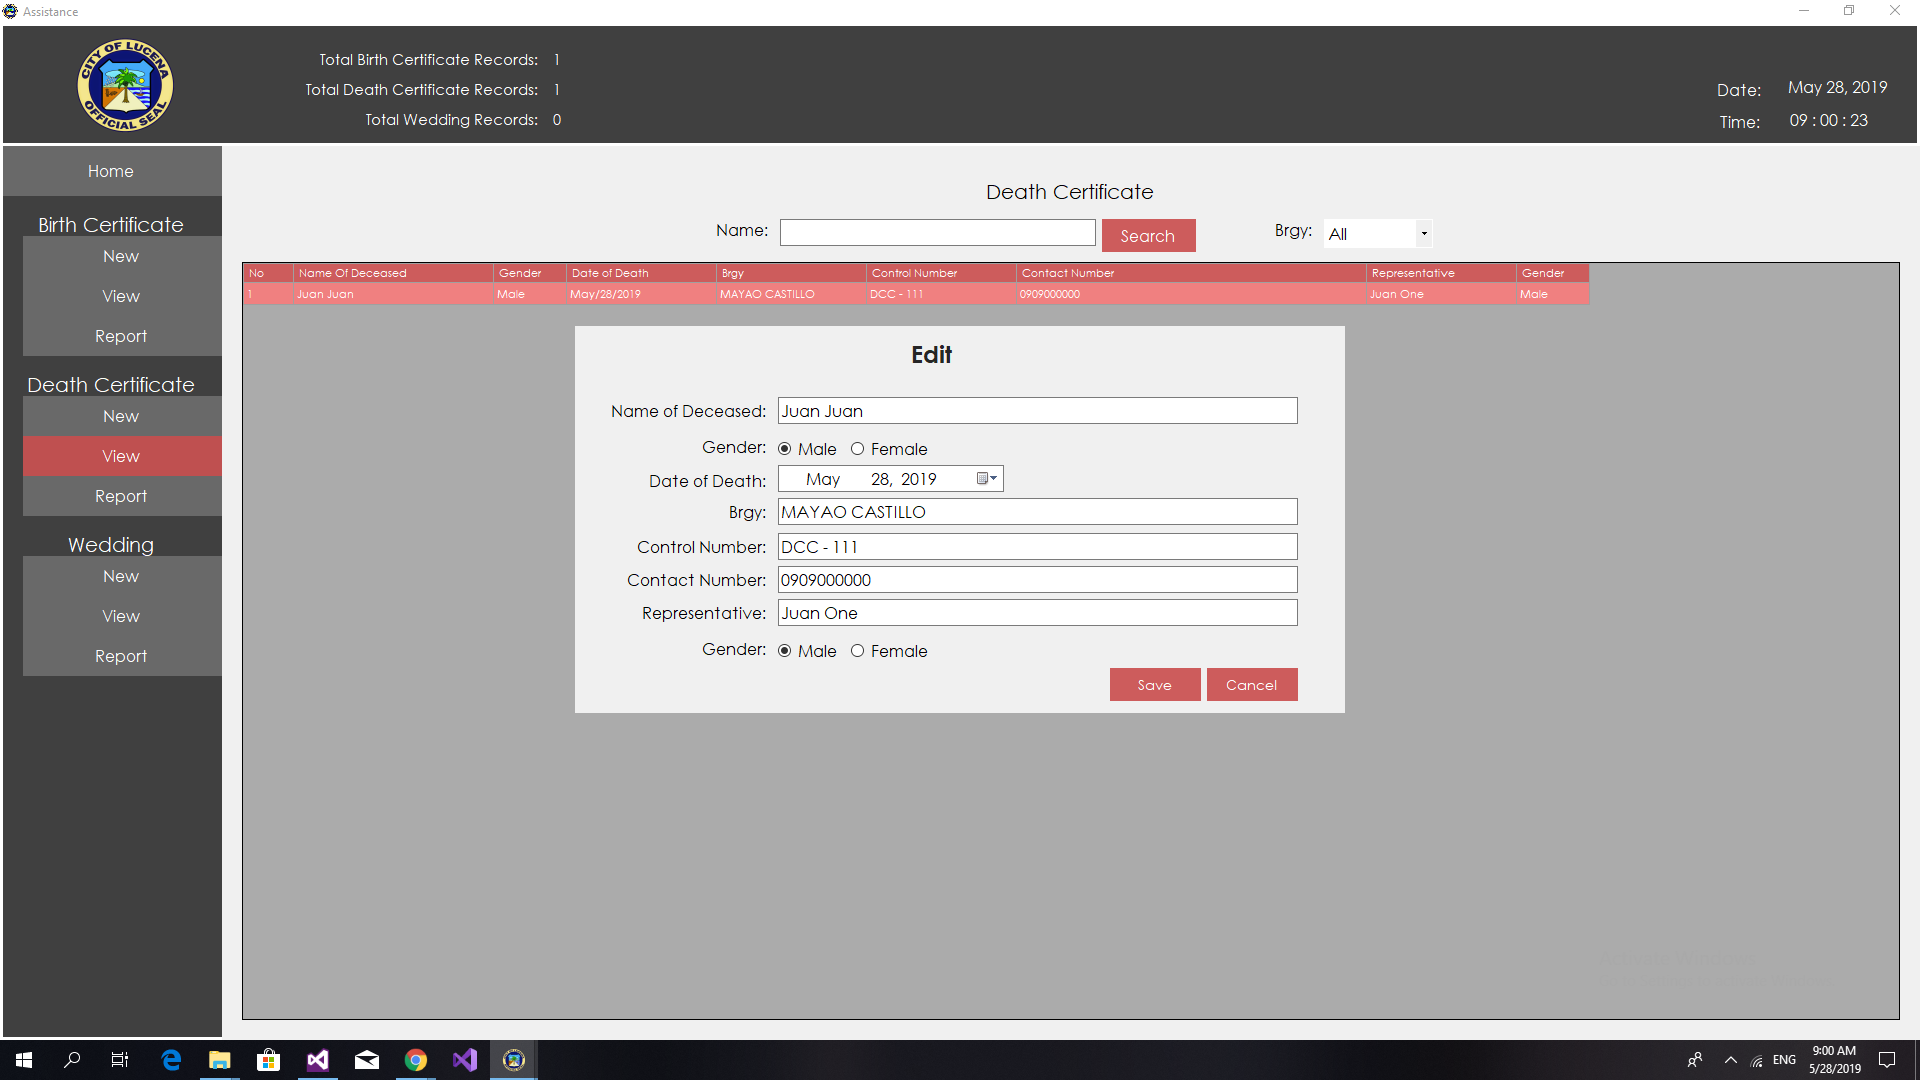 Assistance
CITY OF LUCENA
OFFICIAL SEAL
Total Birth Certificate Records: 1
Total Death Certificate Records: 1
Total Wedding Records: 0
Date: May 28, 2019
Time: 09 : 00 : 23
Home
Birth Certificate
New
View
Report
Death Certificate
New
View
Report
Wedding
New
View
Report
Death Certificate
Name: Search Brgy: All
No Name Of Deceased Gender Date of Death Brgy Control Number Contact Number Representative Gender
1 Juan Juan Male May/28/2019 MAYAO CASTILLO DCC - 111 0909000000 Juan One Male
Edit
Name of Deceased: Juan Juan
Gender: Male Female
Date of Death: May 28, 2019
Brgy: MAYAO CASTILLO
Control Number: DCC - 111
Contact Number: 0909000000
Representative: Juan One
Gender: Male Female
Save Cancel
ENG
9:00 AM
5/28/2019